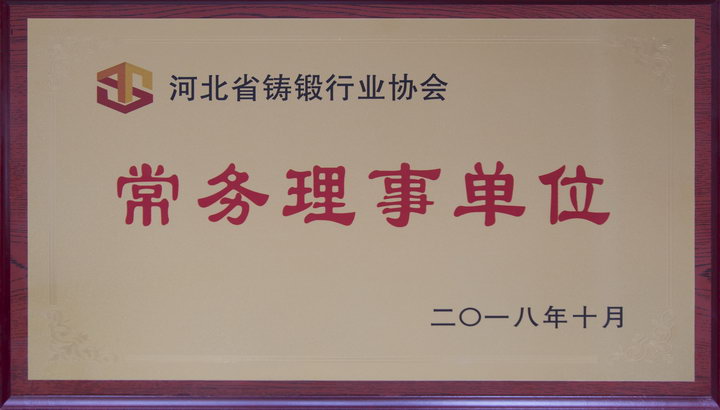 河北省铸锻行业协会
常务理事单位
二〇一八年十月